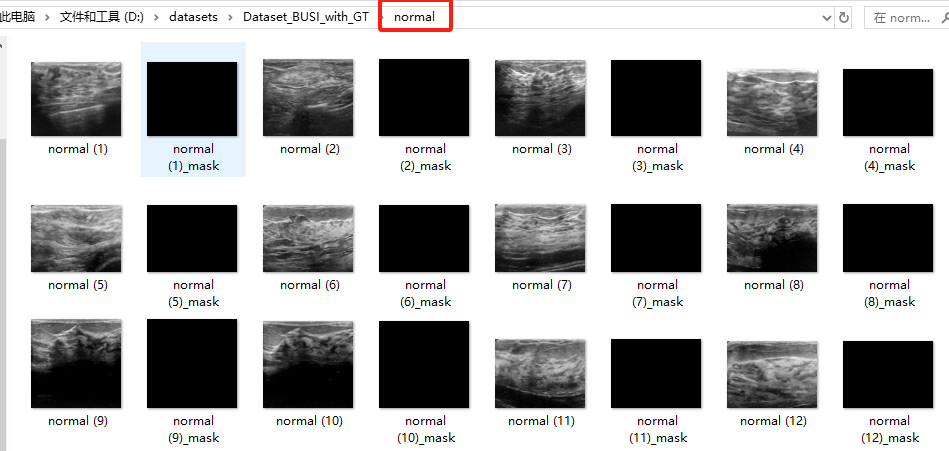 此电脑 > 文件和工具 (D:) > datasets > Dataset_BUSI_with_GT > normal
在 norm...
normal (1)
normal
(1)_mask
normal (2)
normal
(2)_mask
normal (3)
normal
(3)_mask
normal (4)
normal
(4)_mask
normal (5)
normal
(5)_mask
normal (6)
normal
(6)_mask
normal (7)
normal
(7)_mask
normal (8)
normal
(8)_mask
normal (9)
normal
(9)_mask
normal (10)
normal
(10)_mask
normal (11)
normal
(11)_mask
normal (12)
normal
(12)_mask